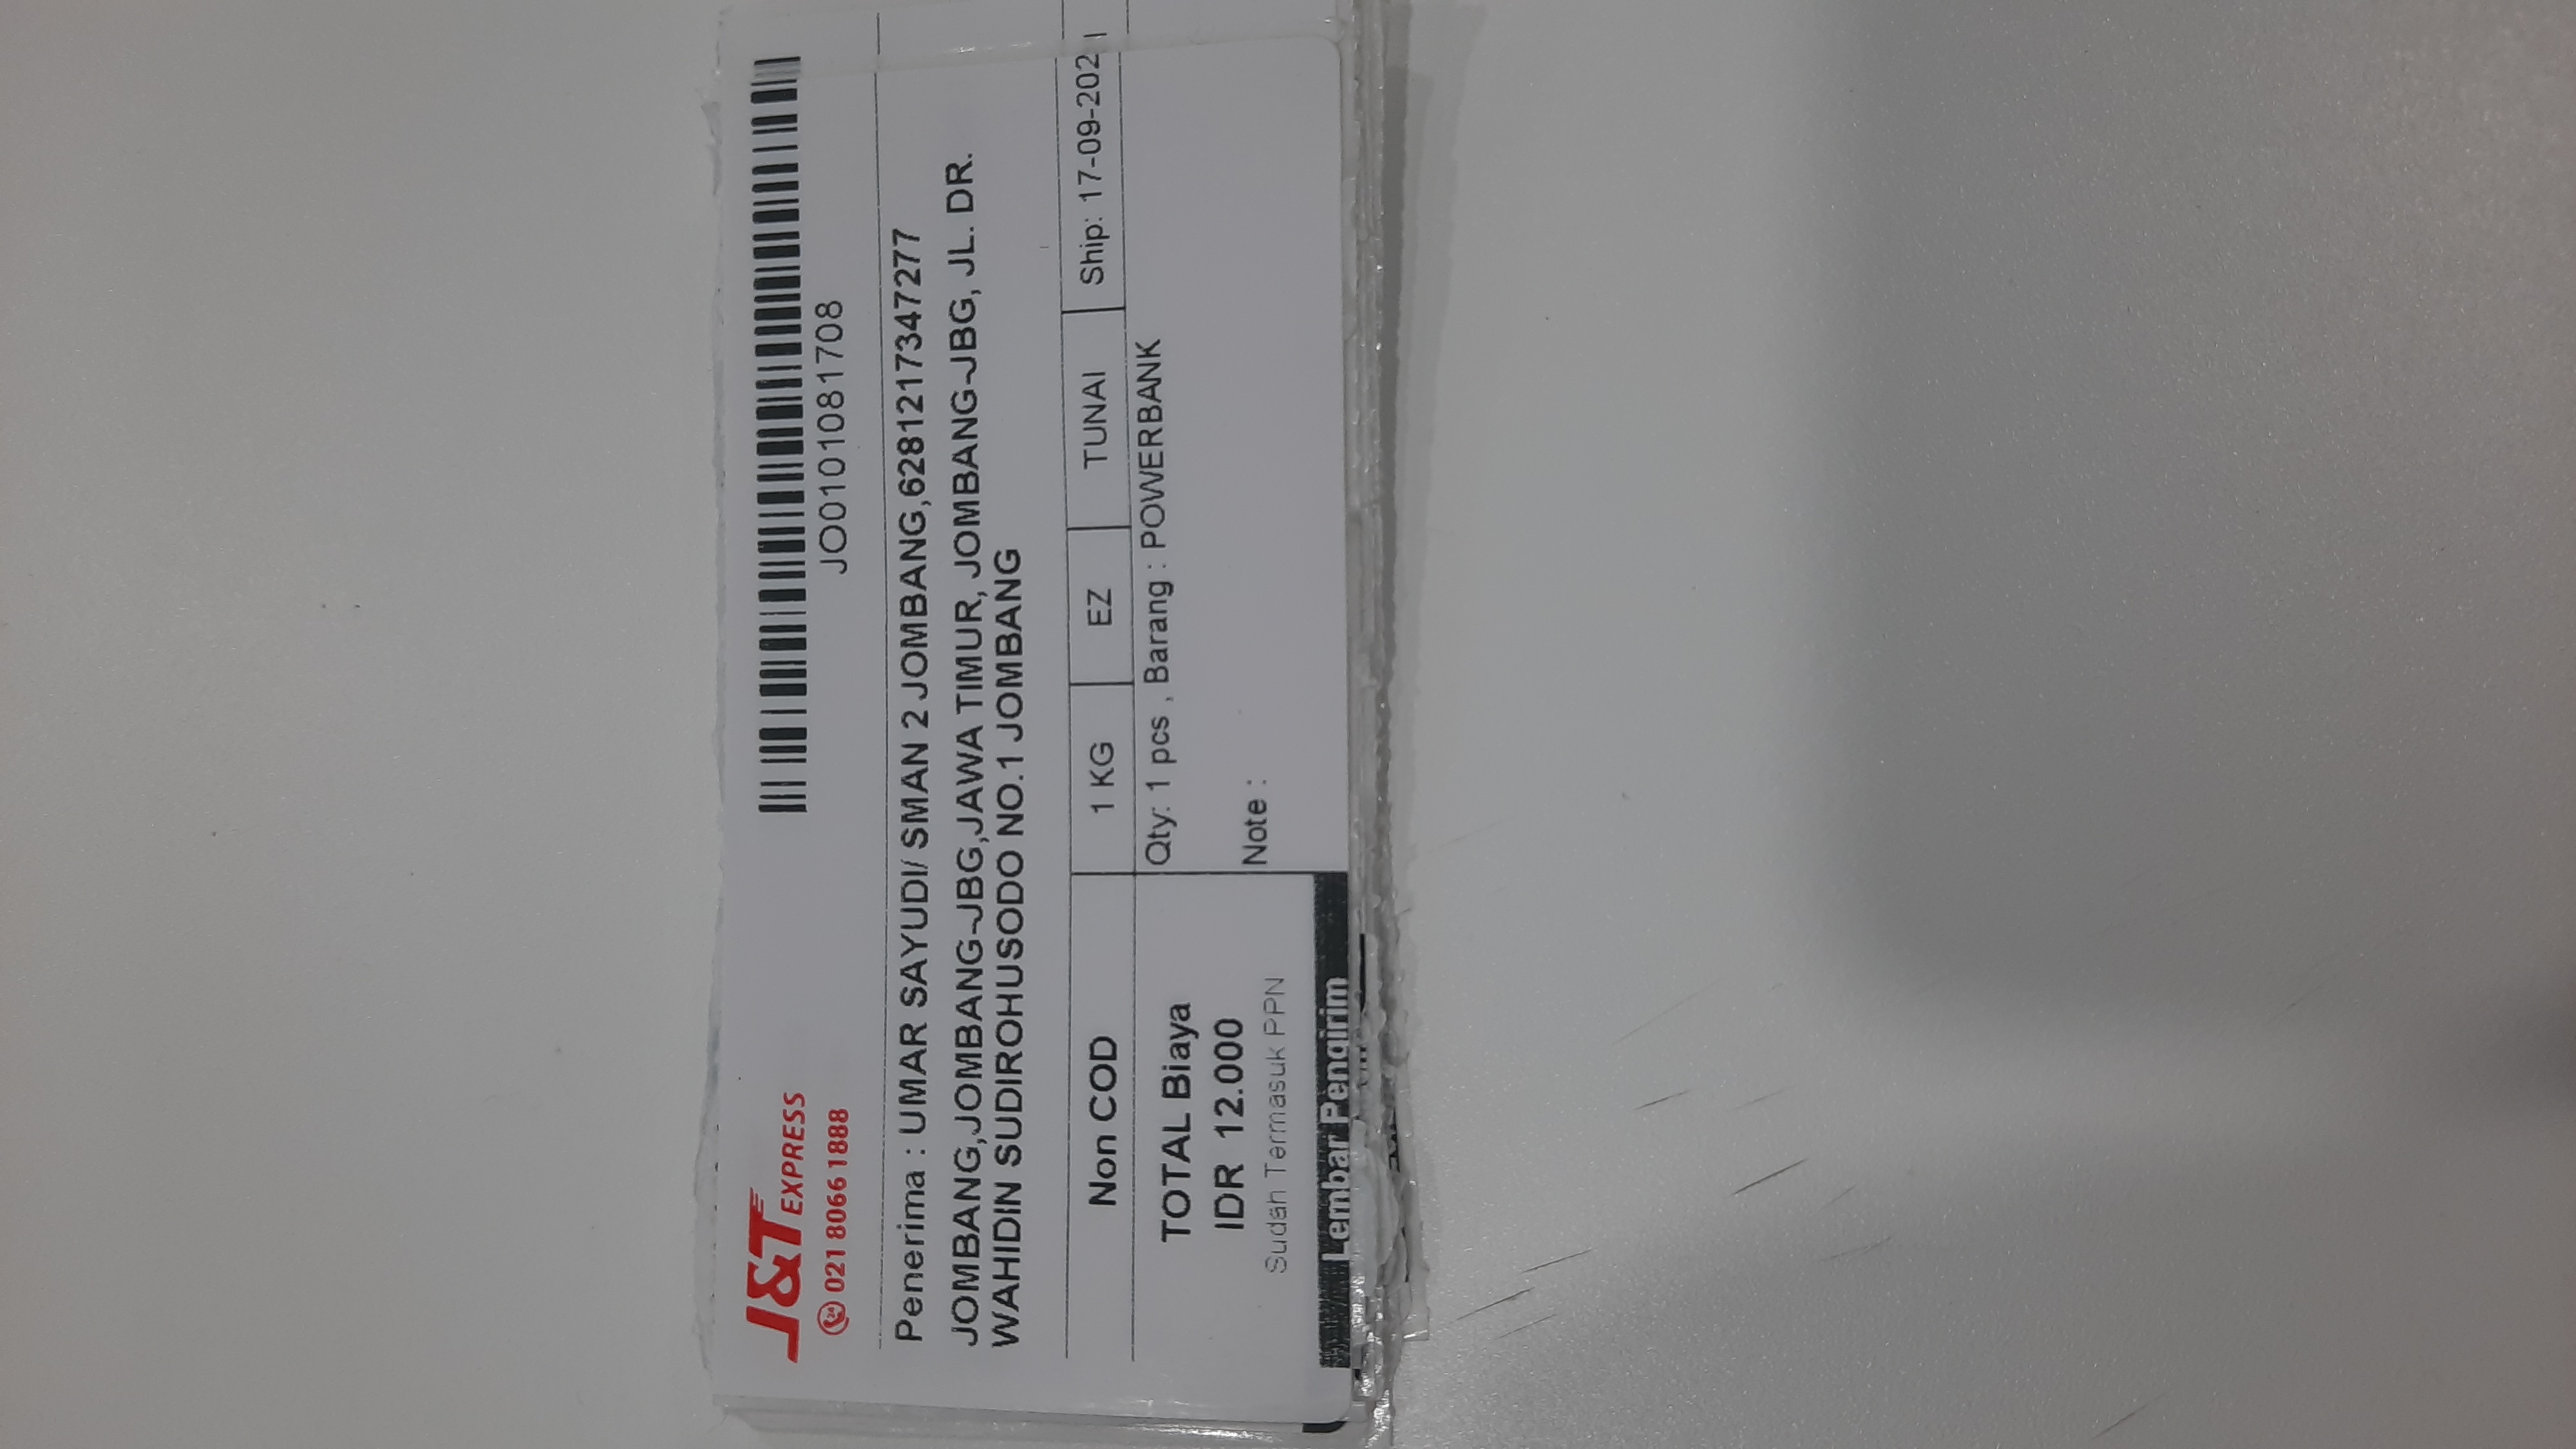 J&T EXPRESS
021 8066 1888
JO0101081708
Penerima : UMAR SAYUDI/ SMAN 2 JOMBANG,6281217347277
JOMBANG,JOMBANG-JBG,JAWA TIMUR, JOMBANG-JBG, JL. DR.
WAHIDIN SUDIROHUSODO NO.1 JOMBANG
Non COD
1 KG
EZ
TUNAI
Ship: 17-09-202
TOTAL Biaya
IDR 12.000
Sudah Termasuk PPN
Lembar Pengirim
Qty: 1 pcs , Barang : POWERBANK
Note :